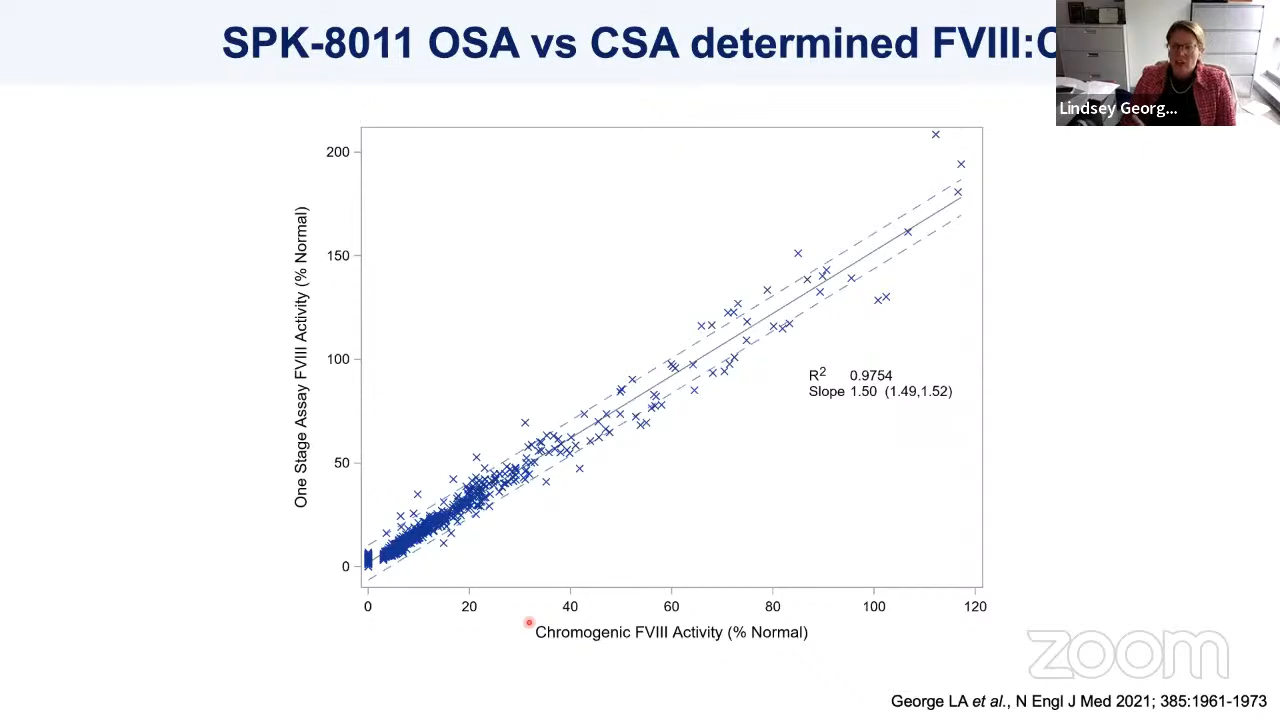 SPK-8011 OSA vs CSA determined FVIII:C
Lindsey Georg...
200
150
100
50
0
One Stage Assay FVIII Activity (% Normal)
R2 0.9754
Slope 1.50 (1.49,1.52)
0 20 40 60 80 100 120
Chromogenic FVIII Activity (% Normal)
zoom
George LA et al., N Engl J Med 2021; 385:1961-1973